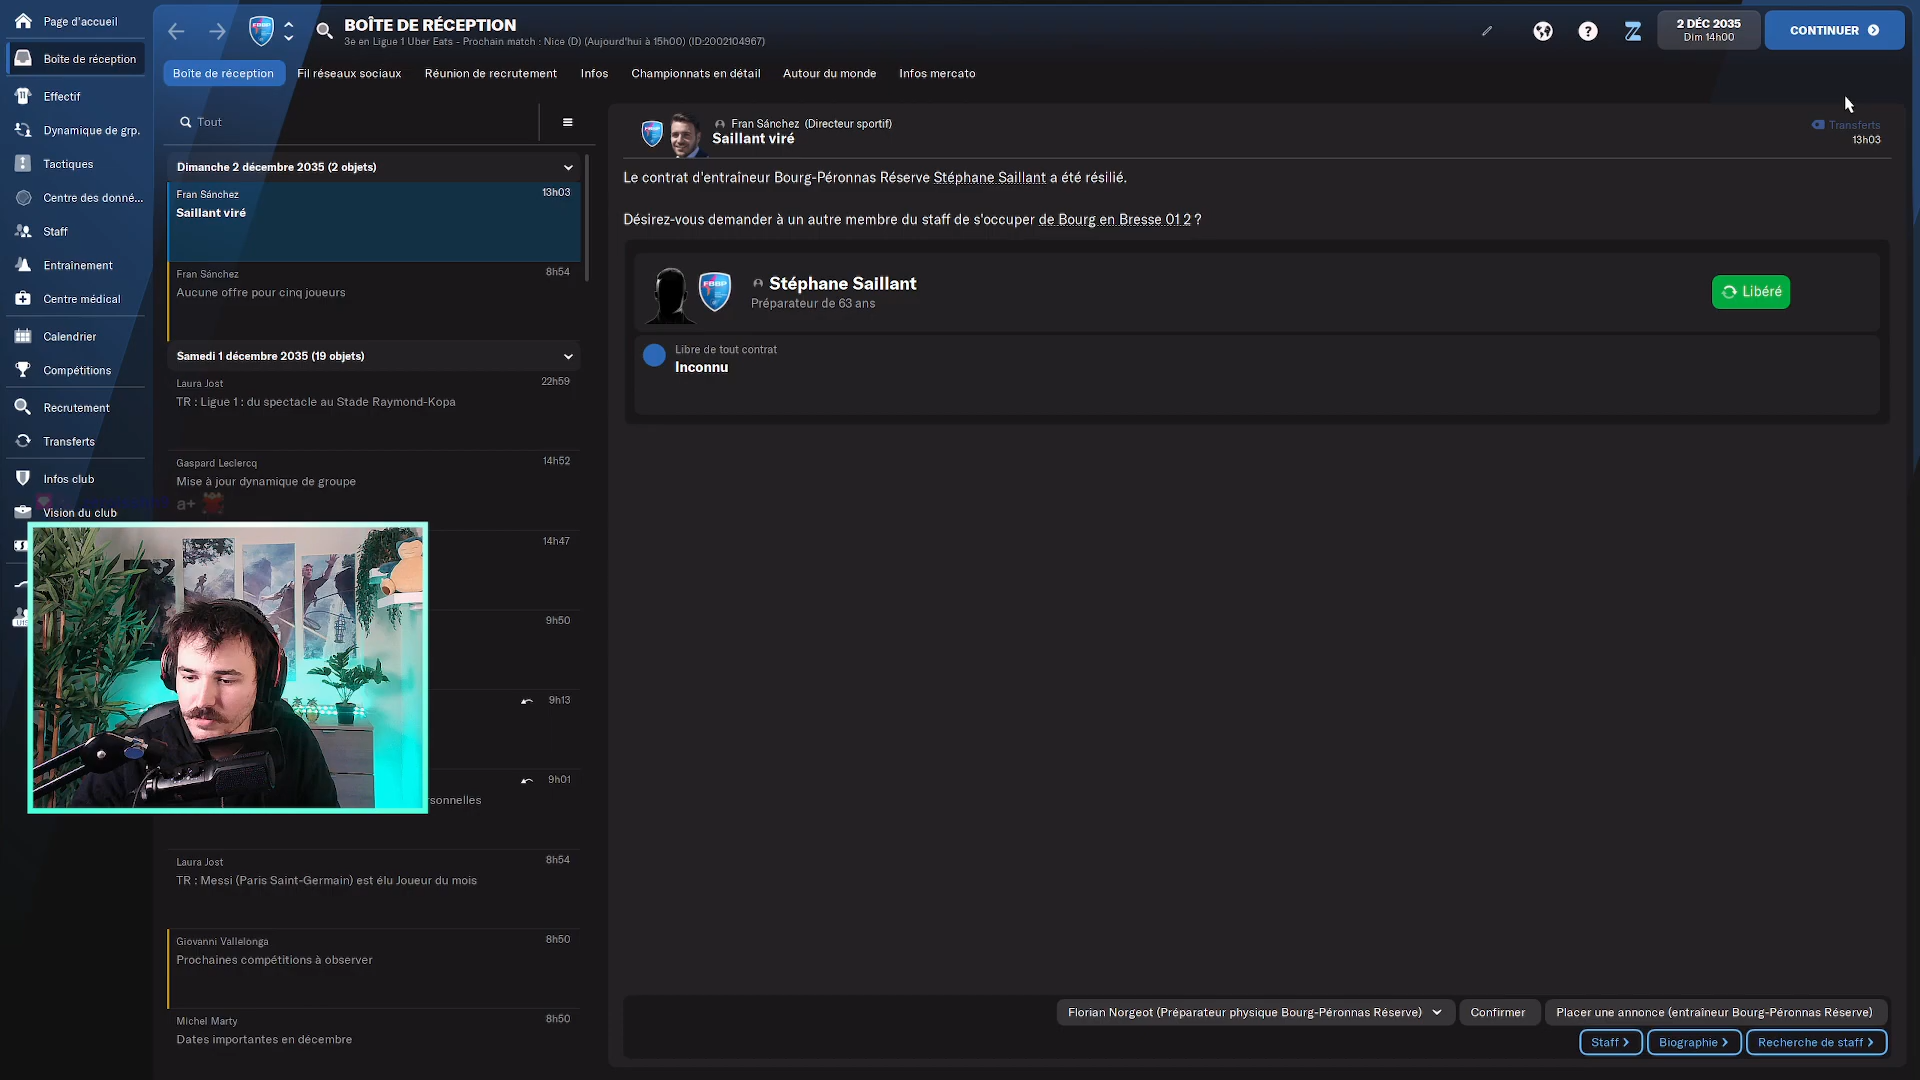 Page d'accueil
Boîte de réception
Effectif
Dynamique de grp.
Tactiques
Centre des donné...
Staff
Entraînement
Centre médical
Calendrier
Compétitions
Recrutement
Transferts
Infos club
Vision du club
BOÎTE DE RÉCEPTION
3e en Ligue 1 Uber Eats - Prochain match : Nice (D) (Aujourd'hui à 15h00) (ID:2002104967)
2 DÉC 2035
Dim 14h00
CONTINUER
Boîte de réception
Fil réseaux sociaux
Réunion de recrutement
Infos
Championnats en détail
Autour du monde
Infos mercato
Tout
Dimanche 2 décembre 2035 (2 objets)
Fran Sánchez 13h03
Saillant viré
Fran Sánchez 8h54
Aucune offre pour cinq joueurs
Samedi 1 décembre 2035 (19 objets)
Laura Jost 22h59
TR : Ligue 1 : du spectacle au Stade Raymond-Kopa
Gaspard Leclercq 14h52
Mise à jour dynamique de groupe
a+
14h47
9h50
9h13
9h01
sonnelles
Laura Jost 8h54
TR : Messi (Paris Saint-Germain) est élu Joueur du mois
Giovanni Vallelonga 8h50
Prochaines compétitions à observer
Michel Marty 8h50
Dates importantes en décembre
Fran Sánchez (Directeur sportif)
Saillant viré
Transferts
13h03
Le contrat d'entraîneur Bourg-Péronnas Réserve Stéphane Saillant a été résilié.
Désirez-vous demander à un autre membre du staff de s'occuper de Bourg en Bresse 01 2 ?
FBBP
Stéphane Saillant
Préparateur de 63 ans
Libéré
Libre de tout contrat
Inconnu
Florian Norgeot (Préparateur physique Bourg-Péronnas Réserve)
Confirmer
Placer une annonce (entraîneur Bourg-Péronnas Réserve)
Staff
Biographie
Recherche de staff